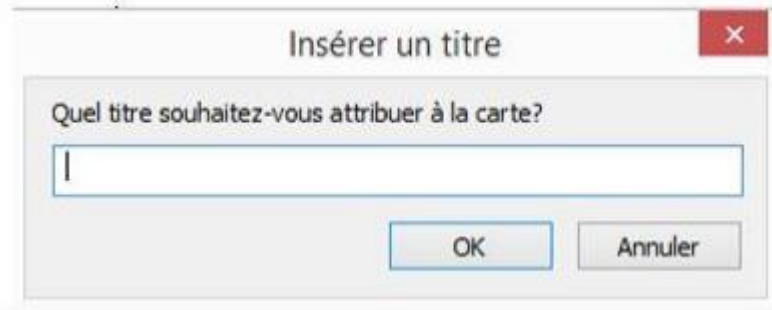 Insérer un titre
Quel titre souhaitez-vous attribuer à la carte?
OK Annuler